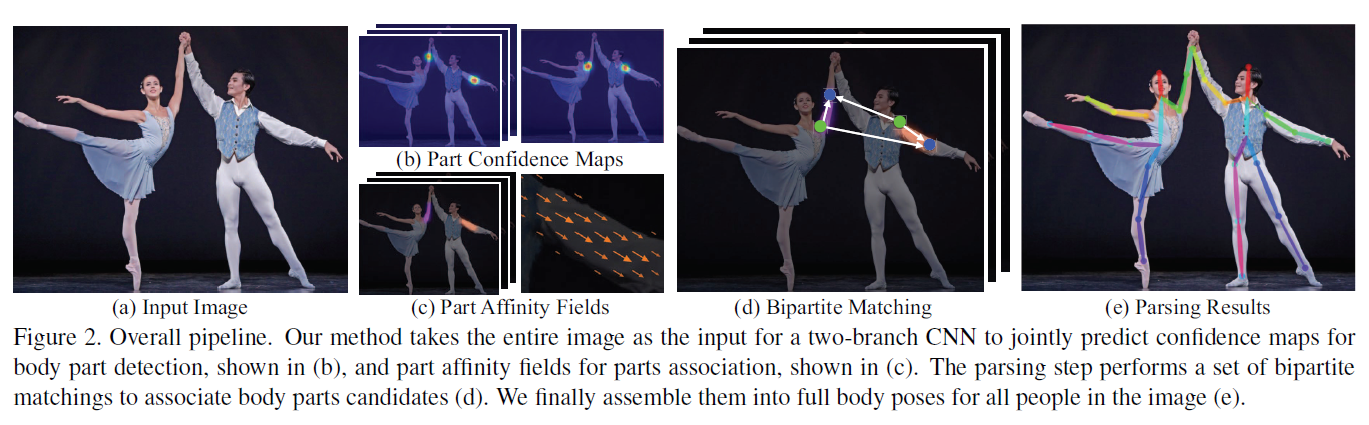 (b) Part Confidence Maps
(a) Input Image
(c) Part Affinity Fields
(d) Bipartite Matching
(e) Parsing Results
Figure 2. Overall pipeline. Our method takes the entire image as the input for a two-branch CNN to jointly predict confidence maps for
body part detection, shown in (b), and part affinity fields for parts association, shown in (c). The parsing step performs a set of bipartite
matchings to associate body parts candidates (d). We finally assemble them into full body poses for all people in the image (e).